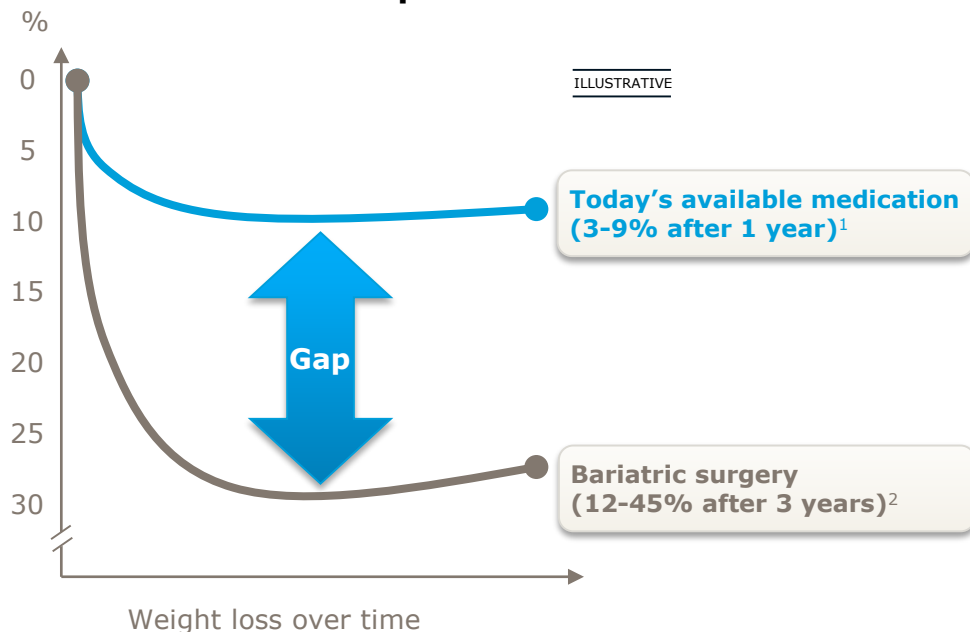 %
0
ILLUSTRATIVE
5
Today's available medication
(3-9% after 1 year)1
10
15
20
Gap
25
Bariatric surgery
(12-45% after 3 years)2
30
Weight loss over time